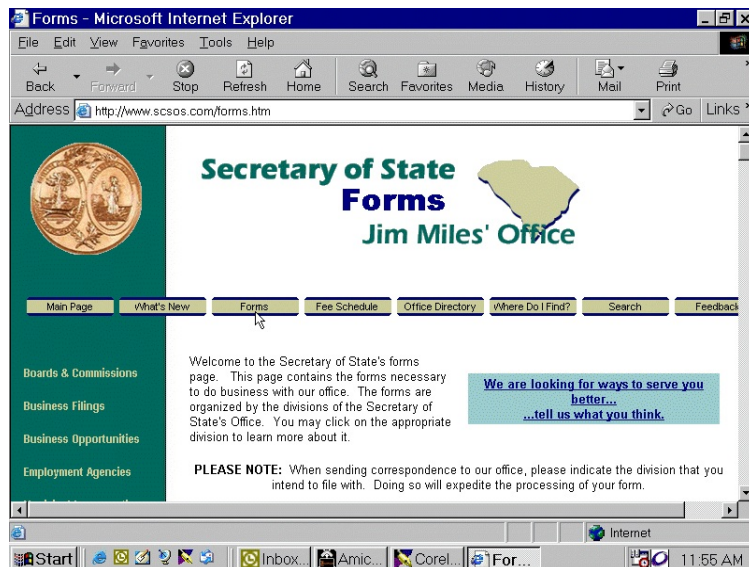 Forms - Microsoft Internet Explorer
File Edit View Favorites Tools Help
Back Forward Stop Refresh Home Search Favorites Media History Mail Print
Address http://www.scsos.com/forms.htm Go Links
Secretary of State
Forms
Jim Miles' Office
Main Page What's New Forms Fee Schedule Office Directory Where Do I Find? Search Feedback
Boards & Commissions
Business Filings
Business Opportunities
Employment Agencies
Welcome to the Secretary of State's forms
page. This page contains the forms necessary
to do business with our office. The forms are
organized by the divisions of the Secretary of
State's Office. You may click on the appropriate
division to learn more about it.
We are looking for ways to serve you
better...
...tell us what you think.
PLEASE NOTE: When sending correspondence to our office, please indicate the division that you
intend to file with. Doing so will expedite the processing of your form.
Internet
Start Inbox... Amic... Corel... For... 11:55 AM